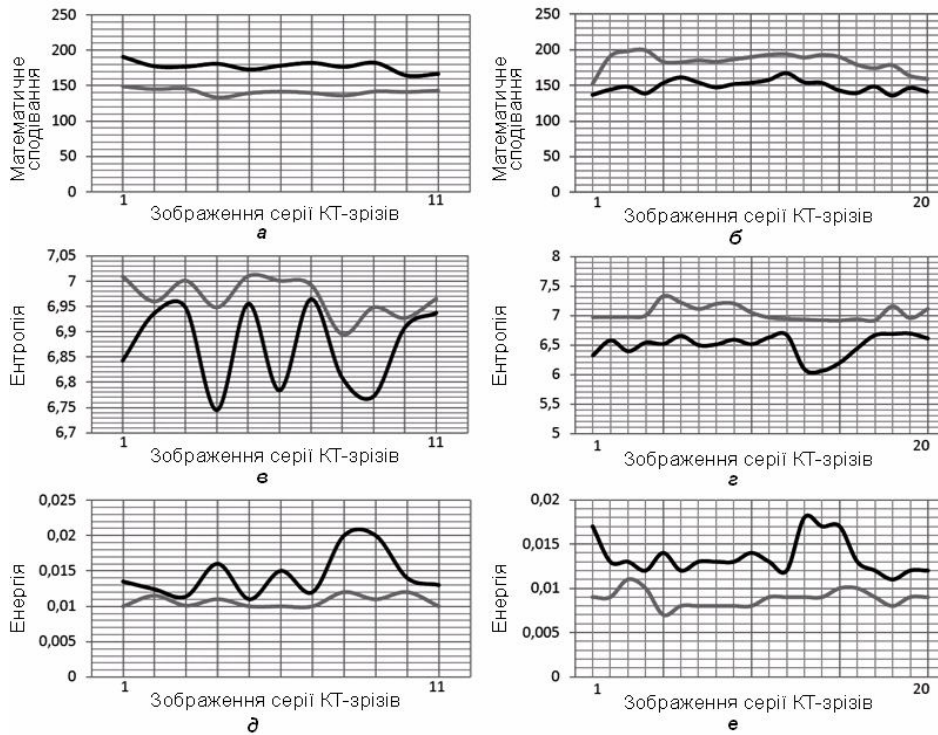 250
200
150
100
50
0
Математичне
сподівання
1
11
Зображення серії КТ-зрізів
а
250
200
150
100
50
0
Математичне
сподівання
1
20
Зображення серії КТ-зрізів
б
7,05
7
6,95
6,9
6,85
6,8
6,75
6,7
Ентропія
1
11
Зображення серії КТ-зрізів
в
8
7,5
7
6,5
6
5,5
5
Ентропія
1
20
Зображення серії КТ-зрізів
г
0,025
0,02
0,015
0,01
0,005
0
Енергія
1
11
Зображення серії КТ-зрізів
д
0,02
0,015
0,01
0,005
0
Енергія
1
20
Зображення серії КТ-зрізів
е